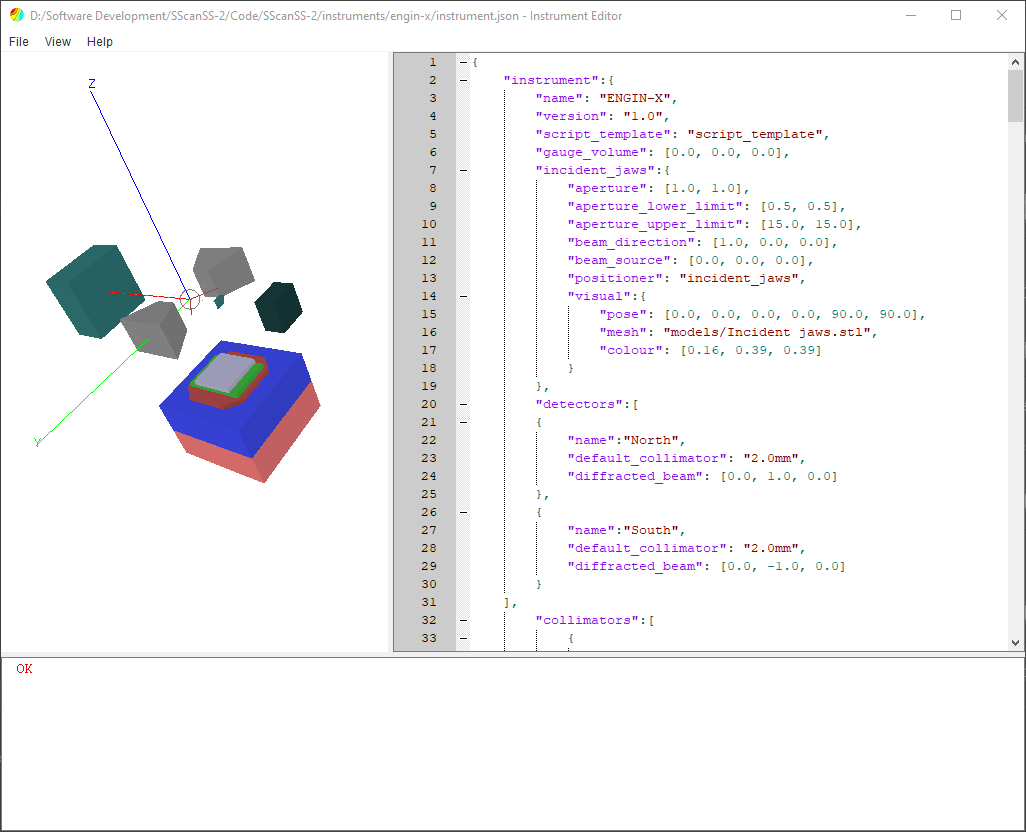 D:/Software Development/SScanSS-2/Code/SScanSS-2/instruments/engin-x/instrument.json - Instrument Editor
File View Help
Z
Y
1 {
2 "instrument":{
3 "name": "ENGIN-X",
4 "version": "1.0",
5 "script_template": "script_template",
6 "gauge_volume": [0.0, 0.0, 0.0],
7 "incident_jaws":{
8 "aperture": [1.0, 1.0],
9 "aperture_lower_limit": [0.5, 0.5],
10 "aperture_upper_limit": [15.0, 15.0],
11 "beam_direction": [1.0, 0.0, 0.0],
12 "beam_source": [0.0, 0.0, 0.0],
13 "positioner": "incident_jaws",
14 "visual":{
15 "pose": [0.0, 0.0, 0.0, 0.0, 90.0, 90.0],
16 "mesh": "models/Incident jaws.stl",
17 "colour": [0.16, 0.39, 0.39]
18 }
19 },
20 "detectors":[
21 {
22 "name":"North",
23 "default_collimator": "2.0mm",
24 "diffracted_beam": [0.0, 1.0, 0.0]
25 },
26 {
27 "name":"South",
28 "default_collimator": "2.0mm",
29 "diffracted_beam": [0.0, -1.0, 0.0]
30 }
31 ],
32 "collimators":[
33 {
OK